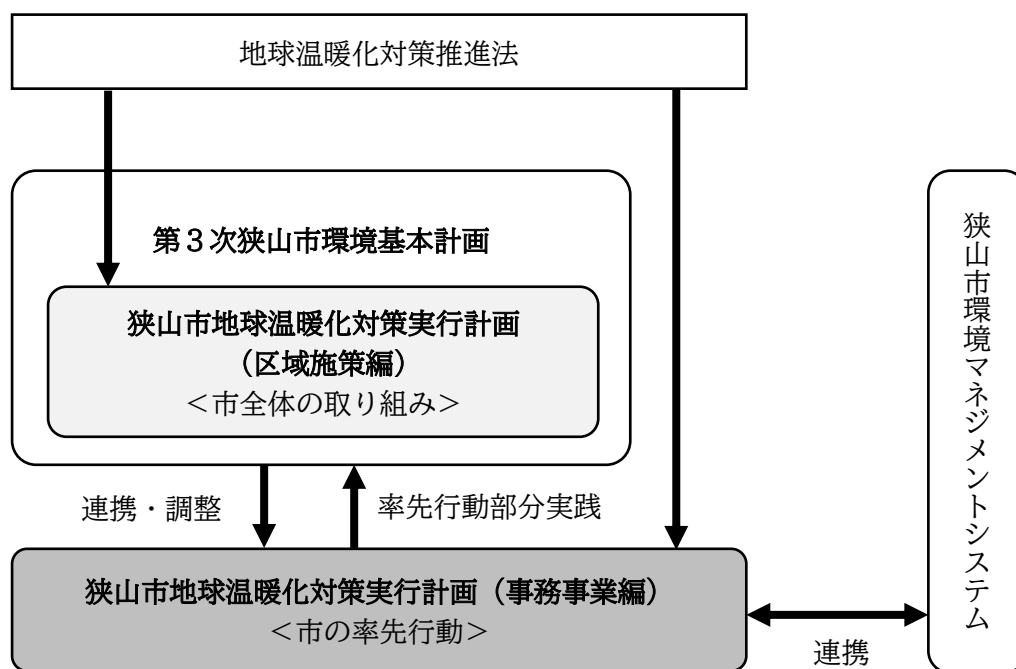 地球温暖化対策推進法
第３次狭山市環境基本計画
狭山市地球温暖化対策実行計画
（区域施策編）
＜市全体の取り組み＞
連携・調整
率先行動部分実践
狭山市地球温暖化対策実行計画（事務事業編）
＜市の率先行動＞
連携
狭山市環境マネジメントシステム